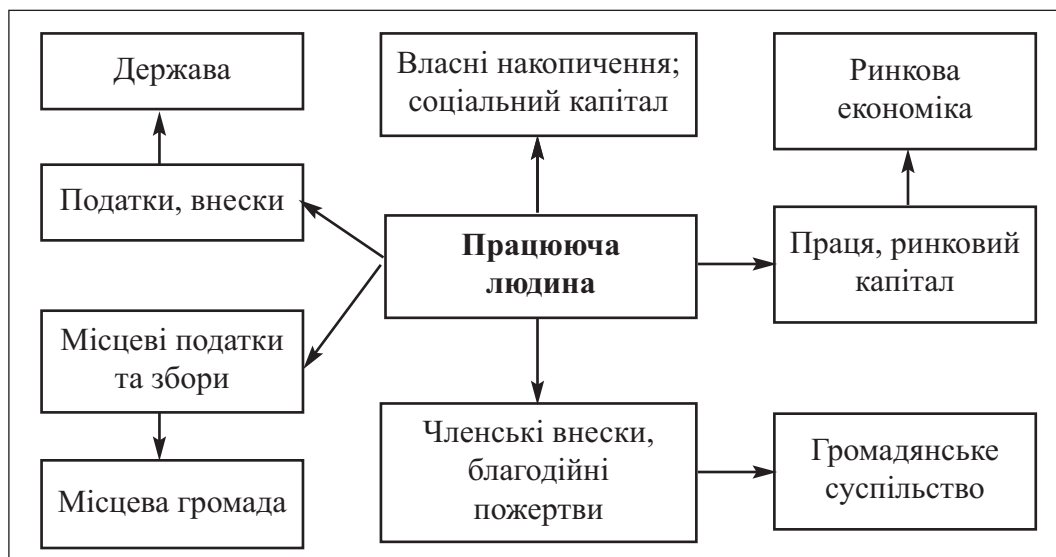 Держава
Власні накопичення;
соціальний капітал
Ринкова
економіка
Податки, внески
Працююча
людина
Праця, ринковий
капітал
Місцеві податки
та збори
Членські внески,
благодійні
пожертви
Громадянське
суспільство
Місцева громада